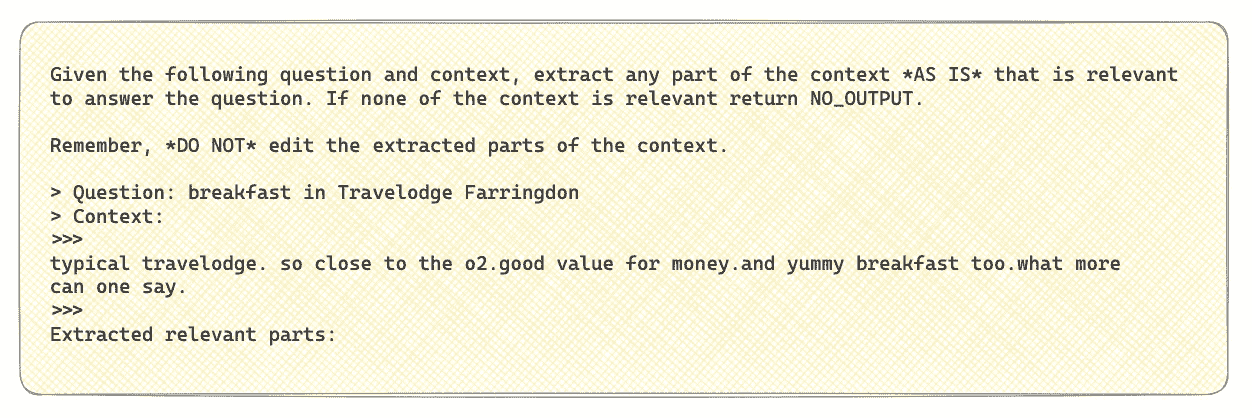 Given the following question and context, extract any part of the context *AS IS* that is relevant
to answer the question. If none of the context is relevant return NO_OUTPUT.
Remember, *DO NOT* edit the extracted parts of the context.
> Question: breakfast in Travelodge Farringdon
> Context:
>>>
typical travelodge. so close to the o2.good value for money.and yummy breakfast too.what more
can one say.
>>>
Extracted relevant parts: